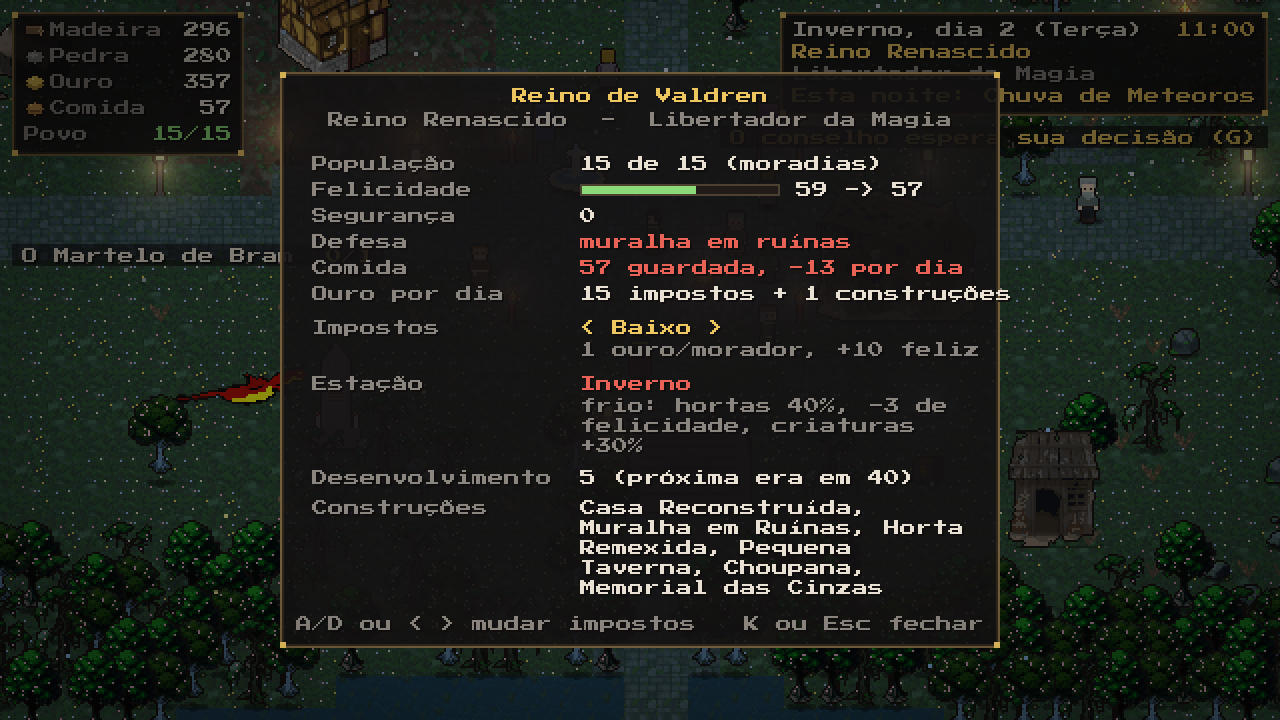 Madeira 296
Pedra 280
Ouro 357
Comida 57
Povo 15/15
Inverno, dia 2 (Terça) 11:00
Reino Renascido
Libertador da Magia
Esta noite: Chuva de Meteoros
O conselho espera sua decisão (G)
O Martelo de Bran
Reino de Valdren
Reino Renascido - Libertador da Magia
População 15 de 15 (moradias)
Felicidade 59 -> 57
Segurança 0
Defesa muralha em ruínas
Comida 57 guardada, -13 por dia
Ouro por dia 15 impostos + 1 construções
Impostos < Baixo >
1 ouro/morador, +10 feliz
Estação Inverno
frio: hortas 40%, -3 de
felicidade, criaturas
+30%
Desenvolvimento 5 (próxima era em 40)
Construções Casa Reconstruída,
Muralha em Ruínas, Horta
Remexida, Pequena
Taverna, Choupana,
Memorial das Cinzas
A/D ou < > mudar impostos K ou Esc fechar